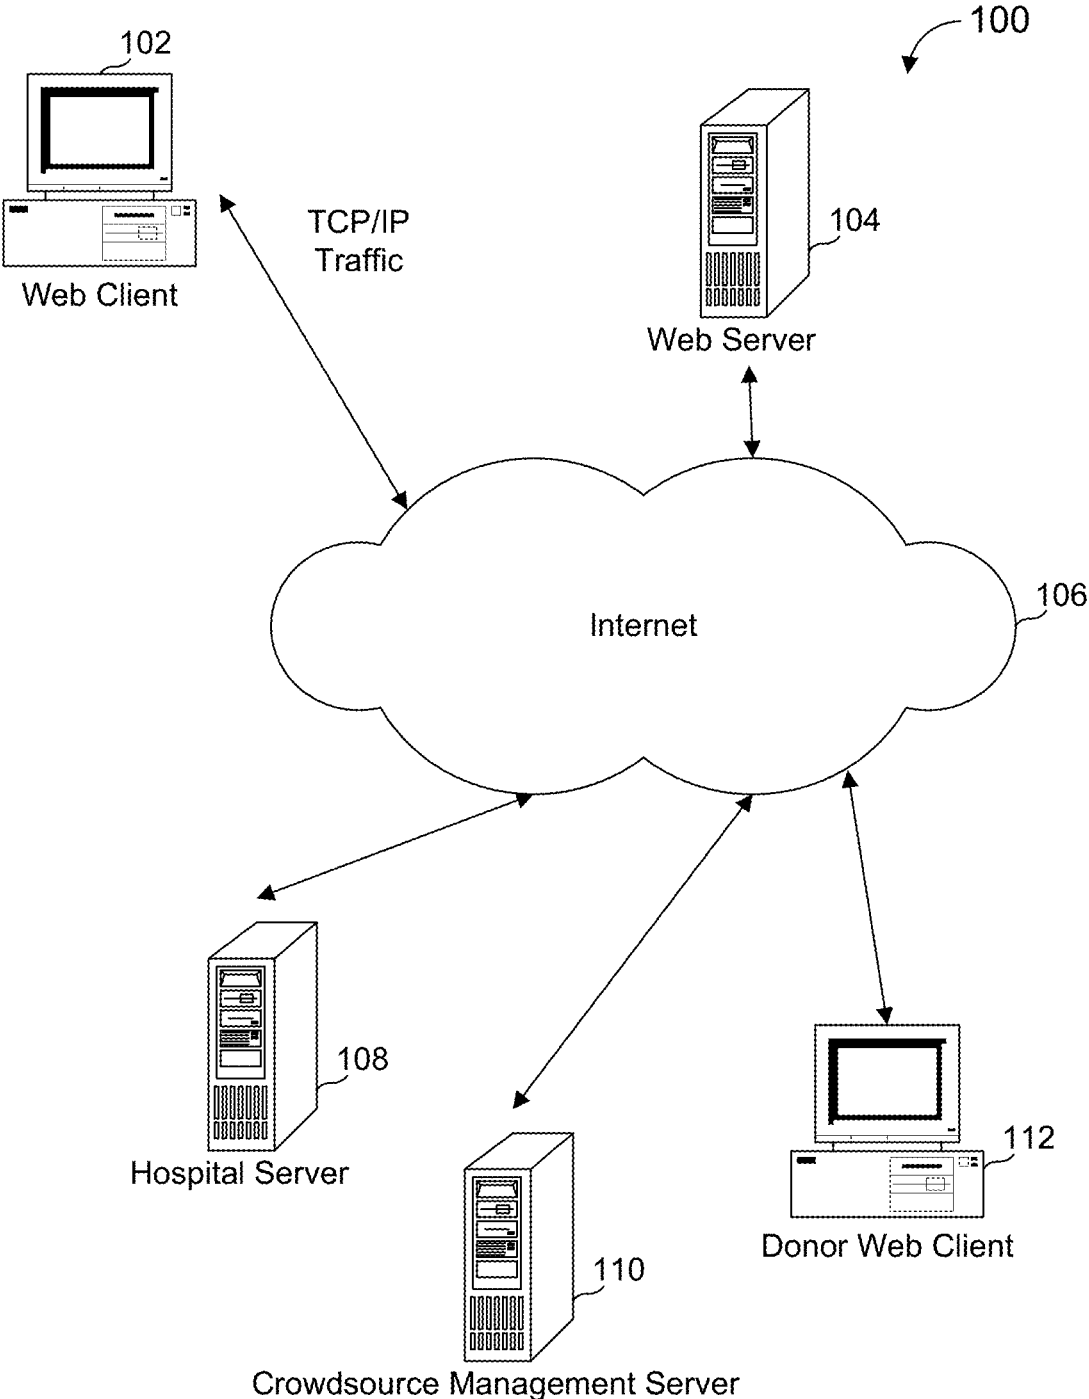 100
102
Web Client
TCP/IP
Traffic
104
Web Server
106
Internet
108
Hospital Server
110
Crowdsource Management Server
112
Donor Web Client